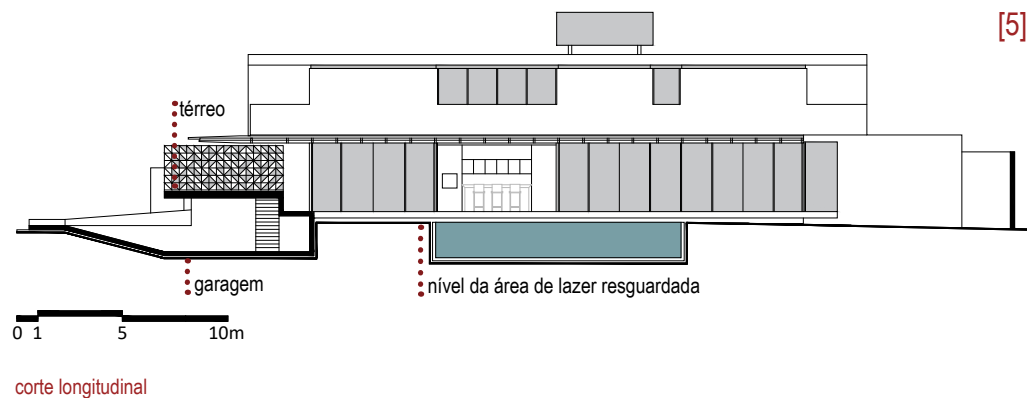 [5]
térreo
garagem
nível da área de lazer resguardada
0 1 5 10m
corte longitudinal